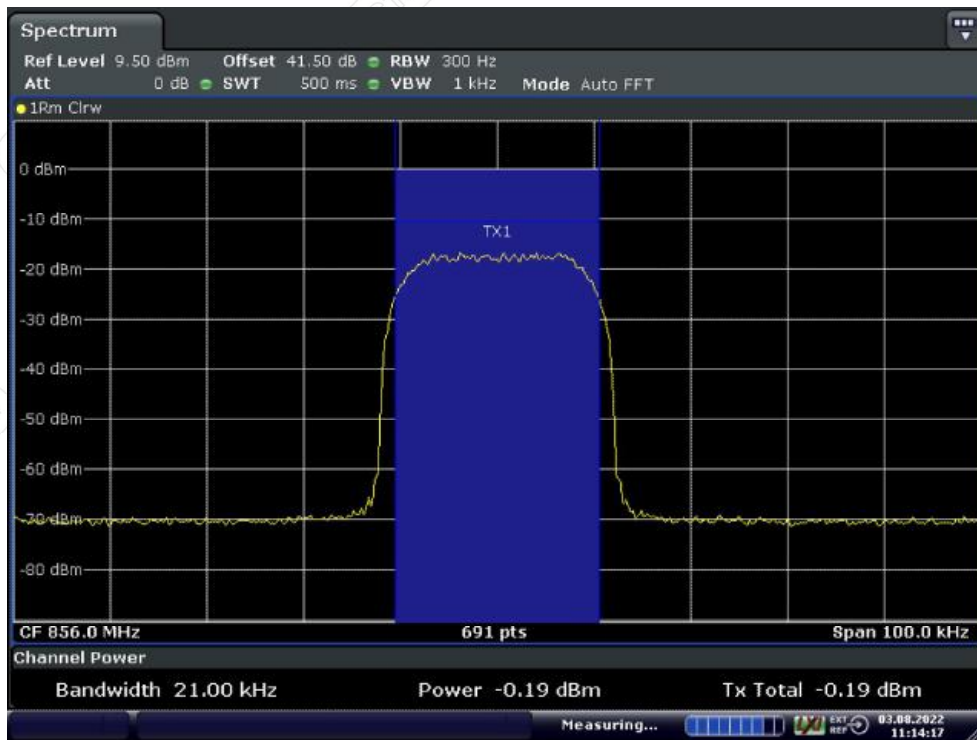 Spectrum
Ref Level 9.50 dBm Offset 41.50 dB RBW 300 Hz
Att 0 dB SWT 500 ms VBW 1 kHz Mode Auto FFT
1Rm Clrw
0 dBm
-10 dBm
TX1
-20 dBm
-30 dBm
-40 dBm
-50 dBm
-60 dBm
-70 dBm
-80 dBm
CF 856.0 MHz 691 pts Span 100.0 kHz
Channel Power
Bandwidth 21.00 kHz Power -0.19 dBm Tx Total -0.19 dBm
Measuring... LXI EXT REF 03.08.2022
11:14:17